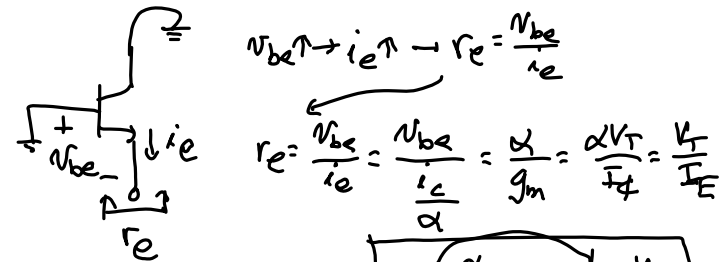 v_be↑→i_e↑→r_e=v_be/i_e
r_e=v_be/i_e=v_be/(i_c/α)=α/g_m=αV_T/I_C=V_T/I_E
+
v_be
-
↓i_e
r_e